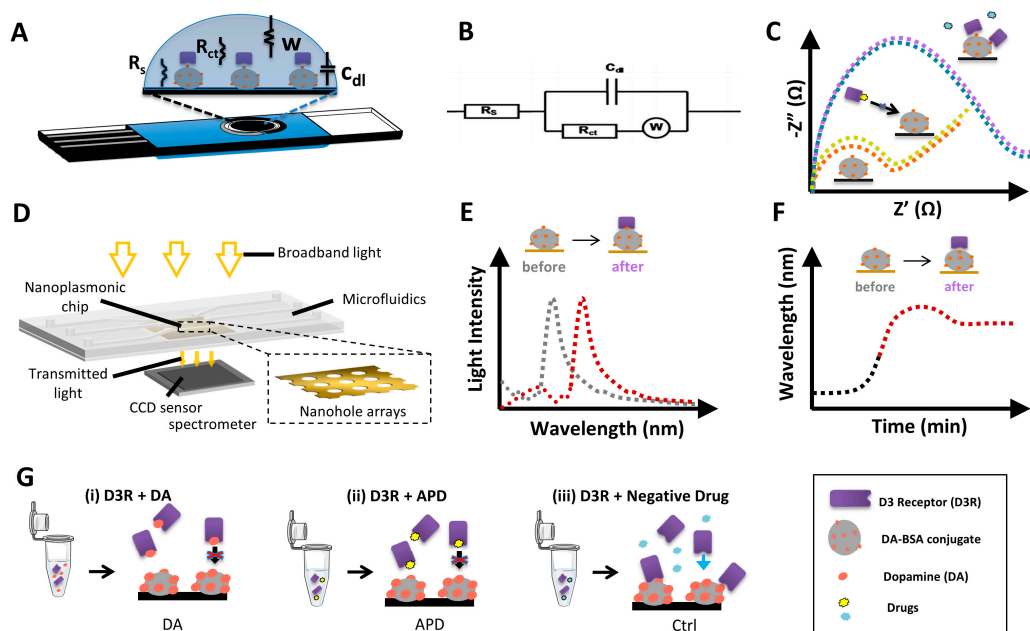 A
R_s
R_ct
W
C_dl
B
C_dl
R_s
R_ct
W
C
-Z″ (Ω)
Z′ (Ω)
D
Broadband light
Nanoplasmonic
chip
Microfluidics
Transmitted
light
CCD sensor
spectrometer
Nanohole arrays
E
before
after
Light Intensity
Wavelength (nm)
F
before
after
Wavelength (nm)
Time (min)
G
(i) D3R + DA
(ii) D3R + APD
(iii) D3R + Negative Drug
DA
APD
Ctrl
D3 Receptor (D3R)
DA-BSA conjugate
Dopamine (DA)
Drugs